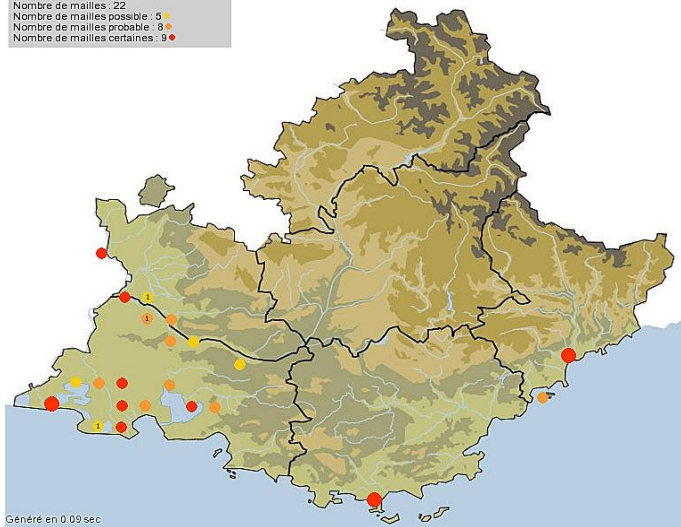 Nombre de mailles : 22
Nombre de mailles possible : 5
Nombre de mailles probable : 8
Nombre de mailles certaines : 9
1
1
1
Généré en 0.09 sec